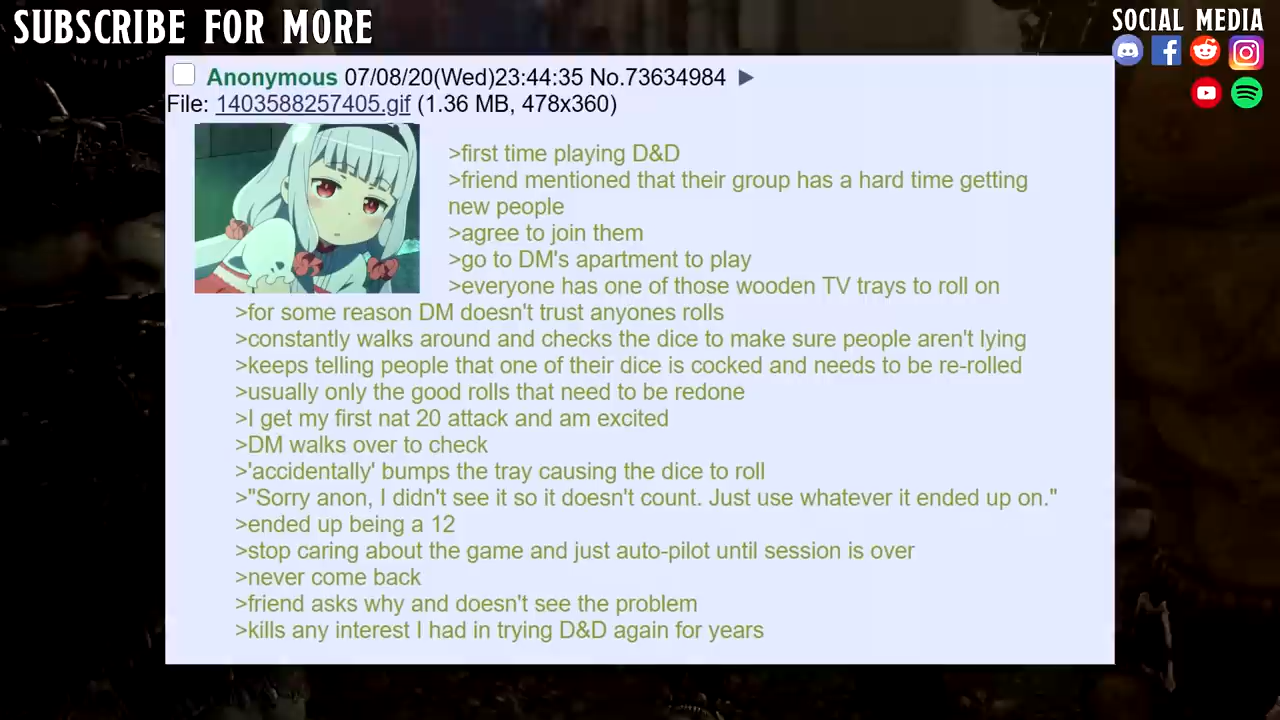 SUBSCRIBE FOR MORE
SOCIAL MEDIA
Anonymous 07/08/20(Wed)23:44:35 No.73634984 ▶
File: 1403588257405.gif (1.36 MB, 478x360)
>first time playing D&D
>friend mentioned that their group has a hard time getting
new people
>agree to join them
>go to DM's apartment to play
>everyone has one of those wooden TV trays to roll on
>for some reason DM doesn't trust anyones rolls
>constantly walks around and checks the dice to make sure people aren't lying
>keeps telling people that one of their dice is cocked and needs to be re-rolled
>usually only the good rolls that need to be redone
>I get my first nat 20 attack and am excited
>DM walks over to check
>'accidentally' bumps the tray causing the dice to roll
>"Sorry anon, I didn't see it so it doesn't count. Just use whatever it ended up on."
>ended up being a 12
>stop caring about the game and just auto-pilot until session is over
>never come back
>friend asks why and doesn't see the problem
>kills any interest I had in trying D&D again for years